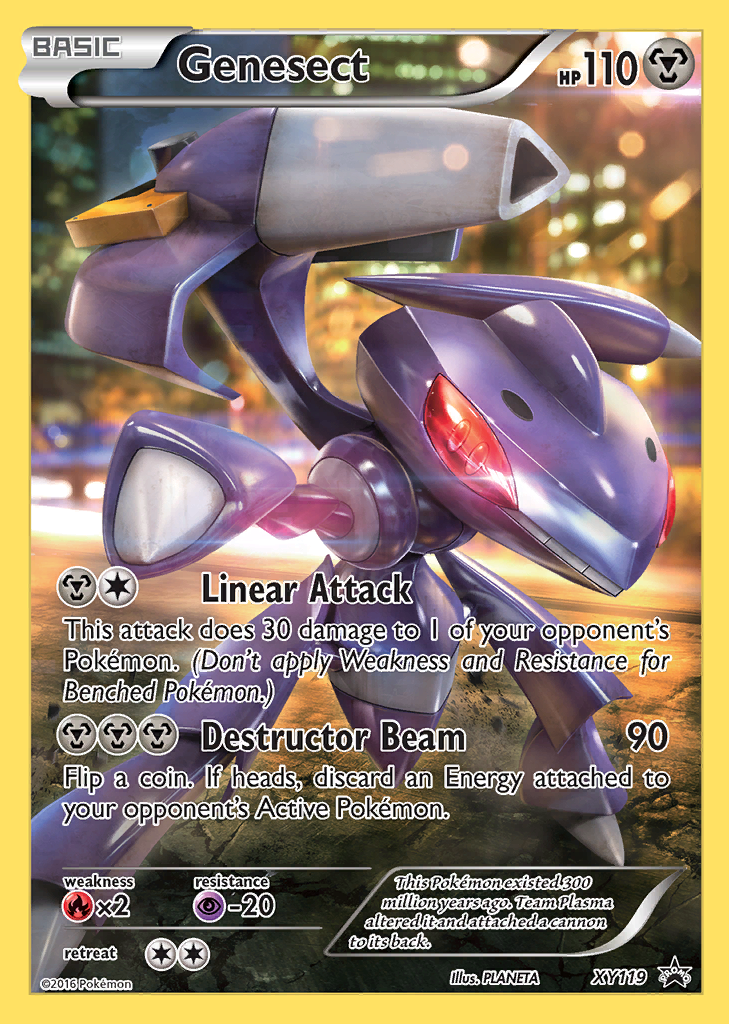 BASIC
Genesect
HP110
Linear Attack
This attack does 30 damage to 1 of your opponent's
Pokémon. (Don't apply Weakness and Resistance for
Benched Pokémon.)
Destructor Beam 90
Flip a coin. If heads, discard an Energy attached to
your opponent's Active Pokémon.
weakness
×2
resistance
-20
This Pokémon existed 300
million years ago. Team Plasma
altered it and attached a cannon
to its back.
retreat
©2016 Pokémon
Illus. PLANETA
XY119
PROMO